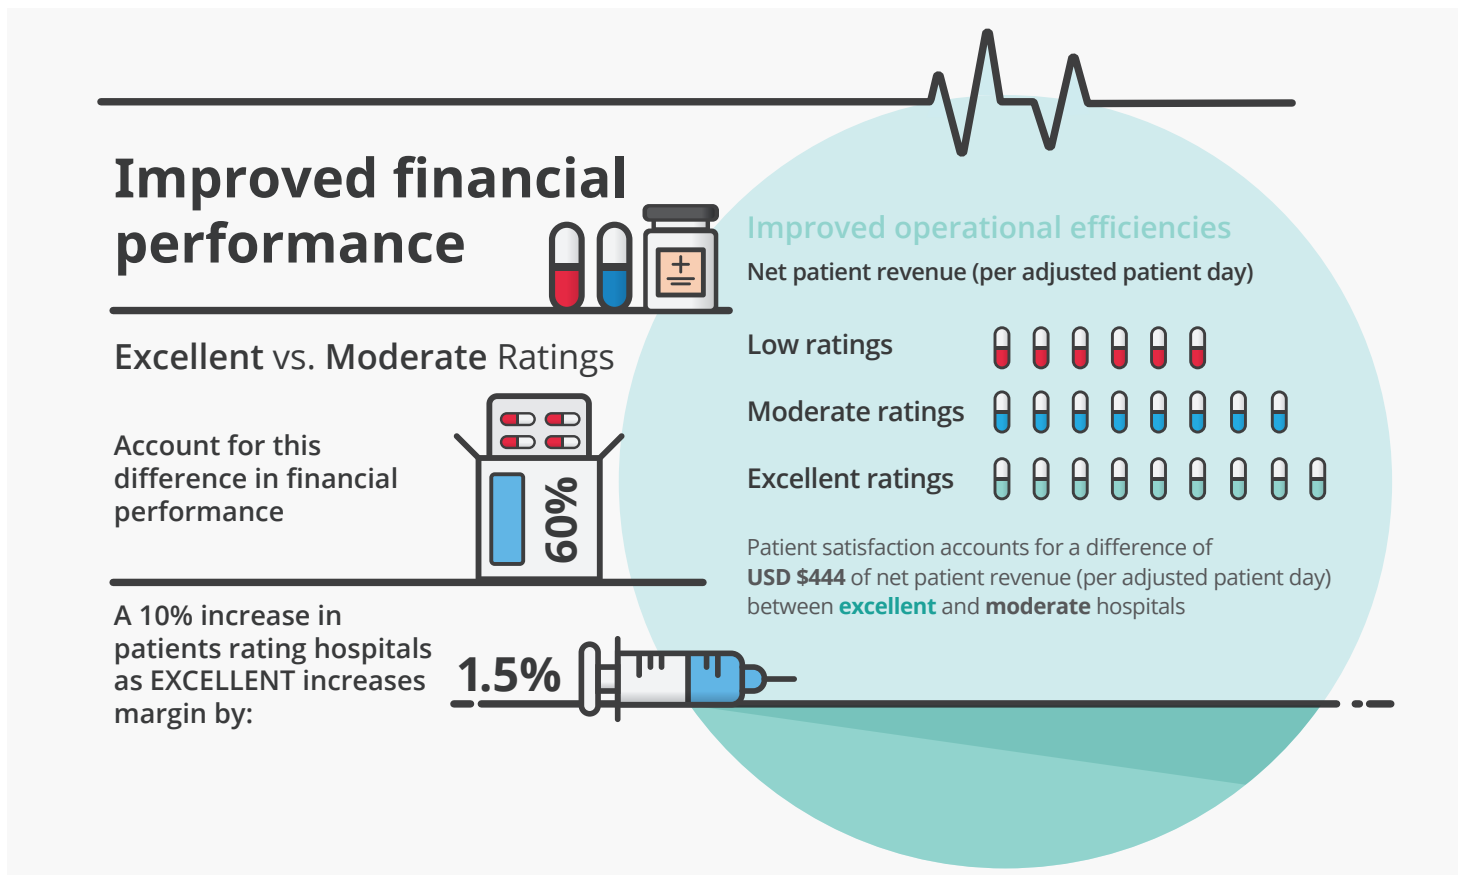 Improved financial
performance
Excellent vs. Moderate Ratings
Account for this
difference in financial
performance
60%
A 10% increase in
patients rating hospitals
as EXCELLENT increases
margin by:
1.5%
Improved operational efficiencies
Net patient revenue (per adjusted patient day)
Low ratings
Moderate ratings
Excellent ratings
Patient satisfaction accounts for a difference of
USD $444 of net patient revenue (per adjusted patient day)
between excellent and moderate hospitals